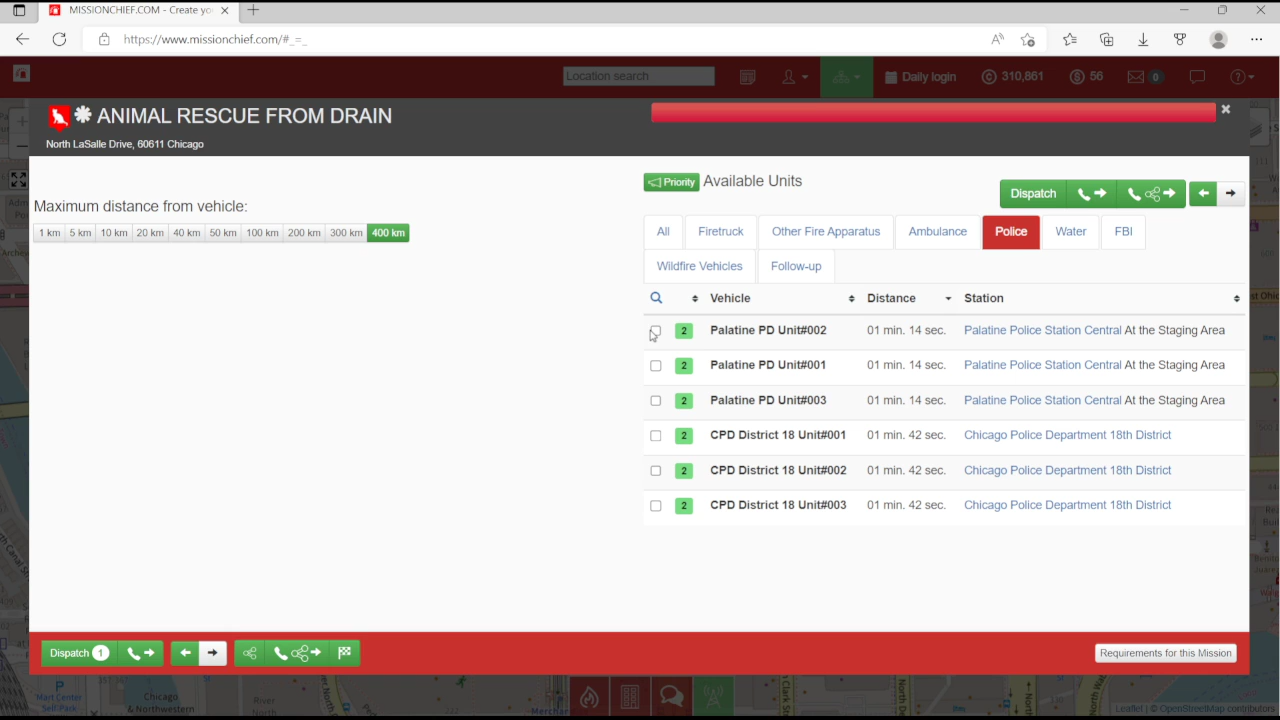 MISSIONCHIEF.COM - Create yo
https://www.missionchief.com/#_=_
Location search
Daily login
310,861
56
0
ANIMAL RESCUE FROM DRAIN
North LaSalle Drive, 60611 Chicago
Priority Available Units
Dispatch
Maximum distance from vehicle:
1 km 5 km 10 km 20 km 40 km 50 km 100 km 200 km 300 km 400 km
All Firetruck Other Fire Apparatus Ambulance Police Water FBI
Wildfire Vehicles Follow-up
Vehicle Distance Station
2 Palatine PD Unit#002 01 min. 14 sec. Palatine Police Station Central At the Staging Area
2 Palatine PD Unit#001 01 min. 14 sec. Palatine Police Station Central At the Staging Area
2 Palatine PD Unit#003 01 min. 14 sec. Palatine Police Station Central At the Staging Area
2 CPD District 18 Unit#001 01 min. 42 sec. Chicago Police Department 18th District
2 CPD District 18 Unit#002 01 min. 42 sec. Chicago Police Department 18th District
2 CPD District 18 Unit#003 01 min. 42 sec. Chicago Police Department 18th District
Dispatch 1
Requirements for this Mission
Mart Center
Self-Park
Chicago
& Northwestern
River
North
Merchan
Leaflet | © OpenStreetMap contributors